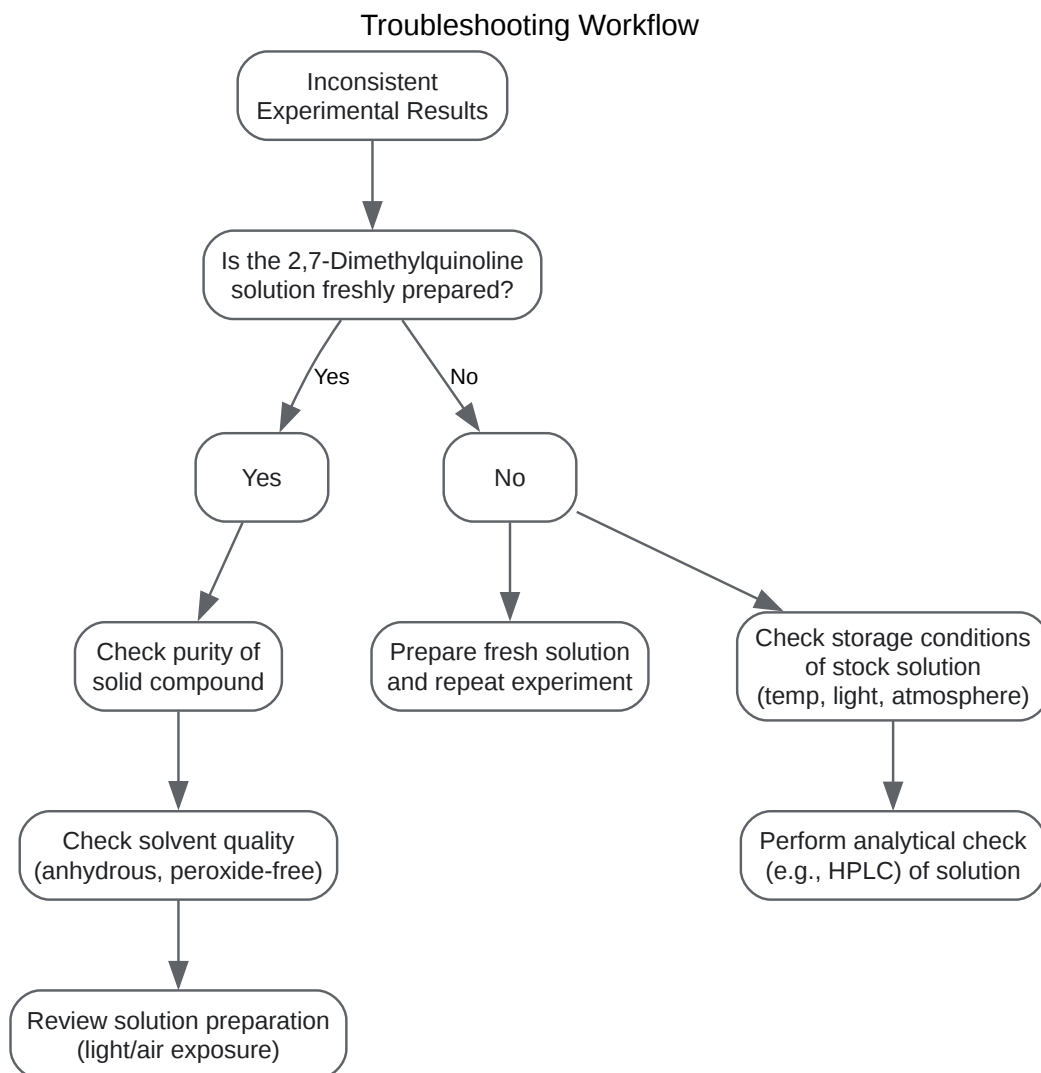 Troubleshooting Workflow
Inconsistent
Experimental Results
Is the 2,7-Dimethylquinoline
solution freshly prepared?
Yes
No
Yes
No
Check purity of
solid compound
Prepare fresh solution
and repeat experiment
Check storage conditions
of stock solution
(temp, light, atmosphere)
Check solvent quality
(anhydrous, peroxide-free)
Perform analytical check
(e.g., HPLC) of solution
Review solution preparation
(light/air exposure)